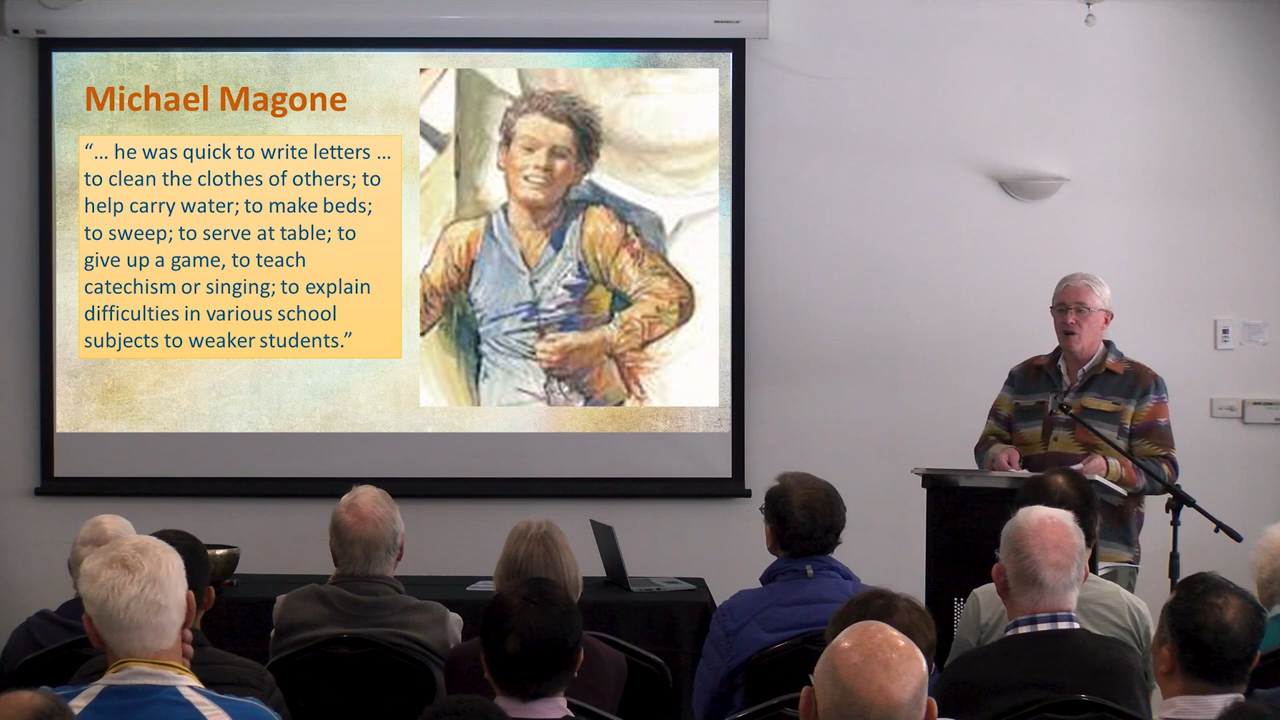 Michael Magone
“... he was quick to write letters ...
to clean the clothes of others; to
help carry water; to make beds;
to sweep; to serve at table; to
give up a game, to teach
catechism or singing; to explain
difficulties in various school
subjects to weaker students.”